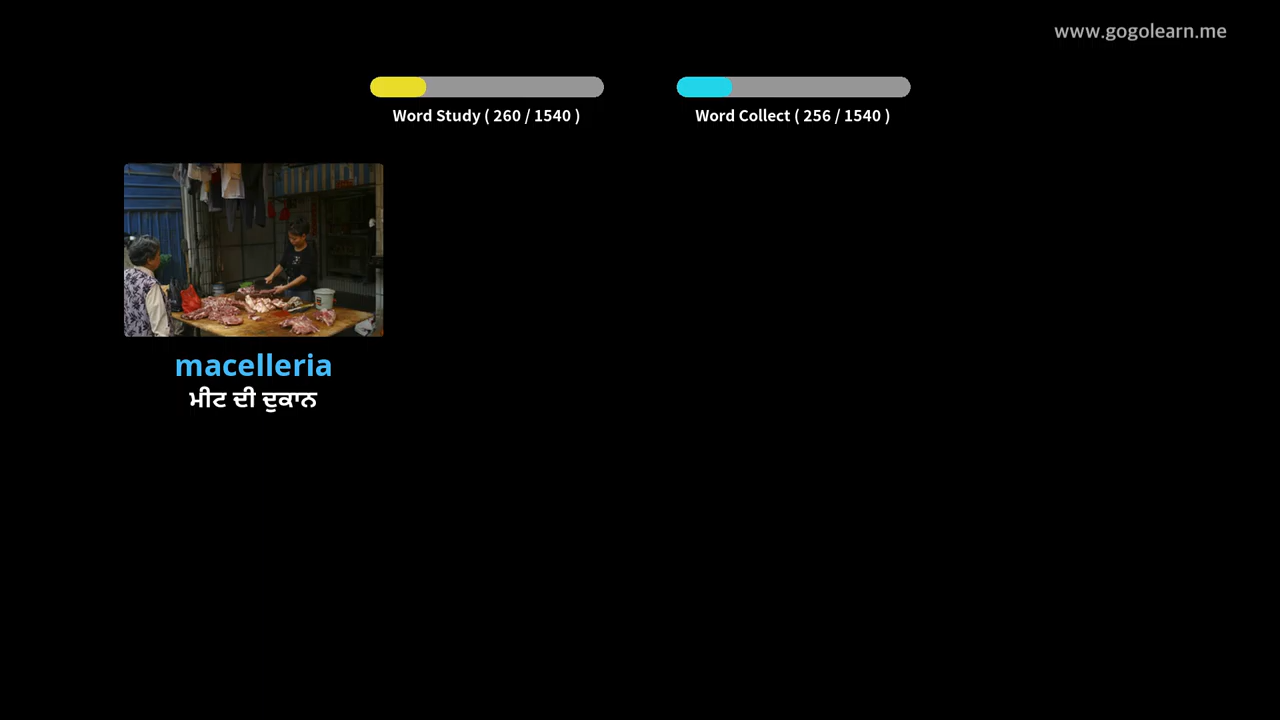 www.gogolearn.me
Word Study ( 260 / 1540 )
Word Collect ( 256 / 1540 )
macelleria
ਮੀਟ ਦੀ ਦੁਕਾਨ